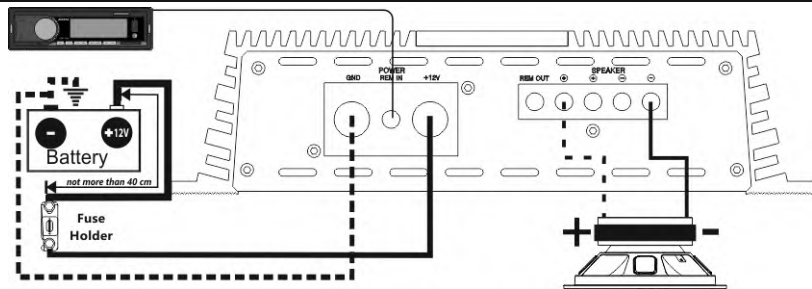 POWER
GND REM IN +12V
SPEAKER
REM OUT + + - -
- +12V
Battery
not more than 40 cm
Fuse
Holder
+ -